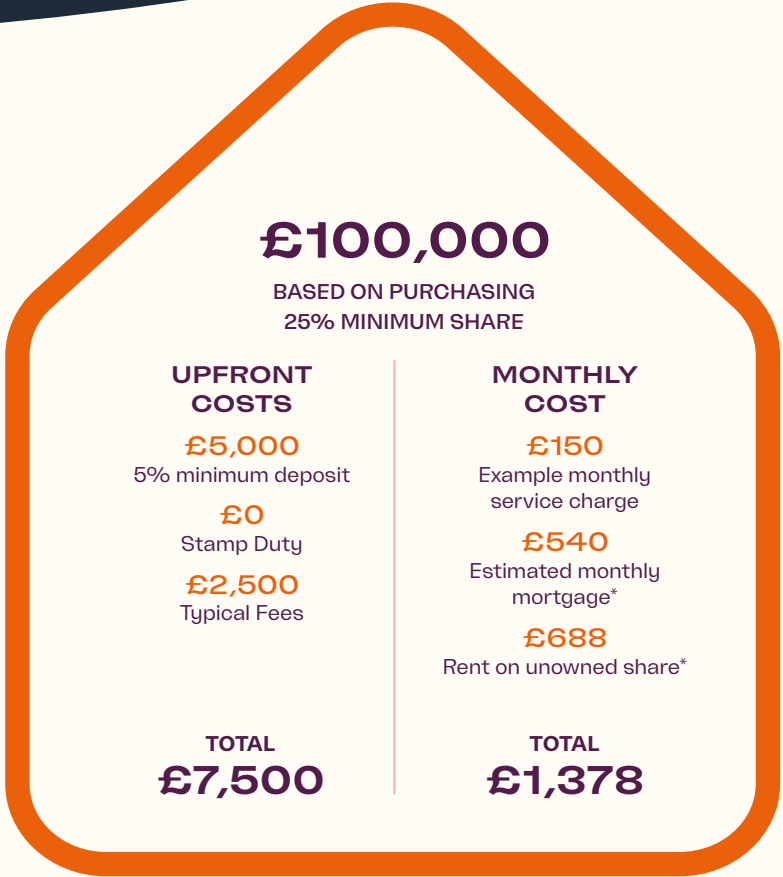 £100,000
BASED ON PURCHASING
25% MINIMUM SHARE
UPFRONT
COSTS
£5,000
5% minimum deposit
£0
Stamp Duty
£2,500
Typical Fees
TOTAL
£7,500
MONTHLY
COST
£150
Example monthly
service charge
£540
Estimated monthly
mortgage*
£688
Rent on unowned share*
TOTAL
£1,378